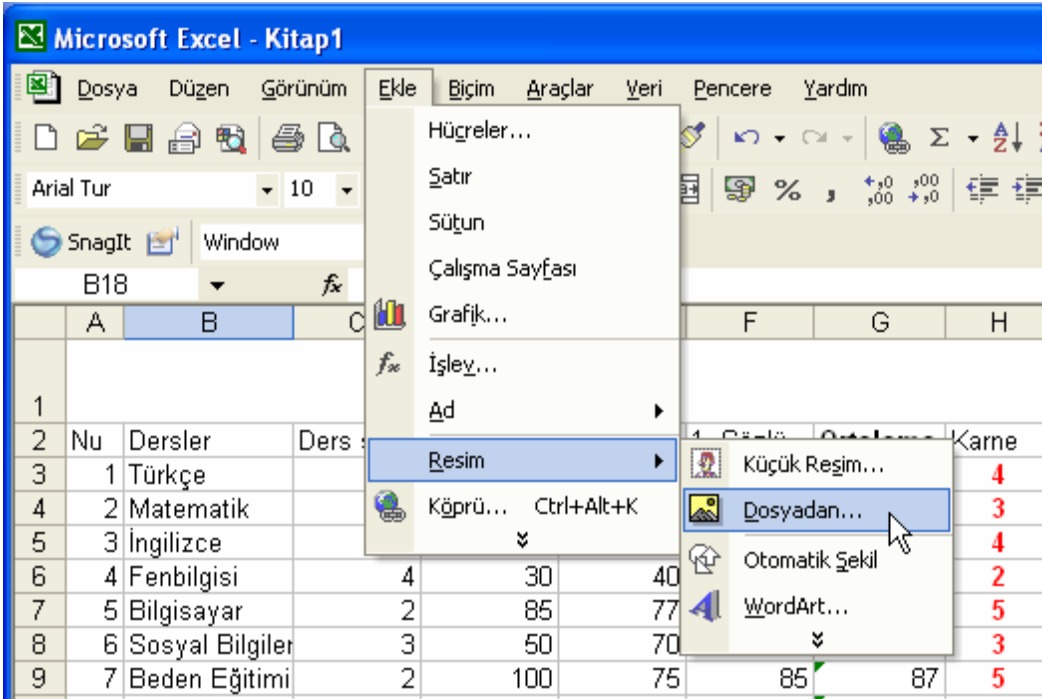 Microsoft Excel - Kitap1
Dosya Düzen Görünüm Ekle Biçim Araçlar Veri Pencere Yardım
Arial Tur 10
SnagIt Window
B18 fx
Hücreler...
Satır
Sütun
Çalışma Sayfası
Grafik...
İşlev...
Ad
Resim
Köprü... Ctrl+Alt+K
Küçük Resim...
Dosyadan...
Otomatik Şekil
WordArt...
A B C F G H
1
2 Nu Dersler Ders Karne
3 1 Türkçe 4
4 2 Matematik 3
5 3 İngilizce 4
6 4 Fenbilgisi 4 30 40 2
7 5 Bilgisayar 2 85 77 5
8 6 Sosyal Bilgiler 3 50 70 3
9 7 Beden Eğitimi 2 100 75 85 87 5